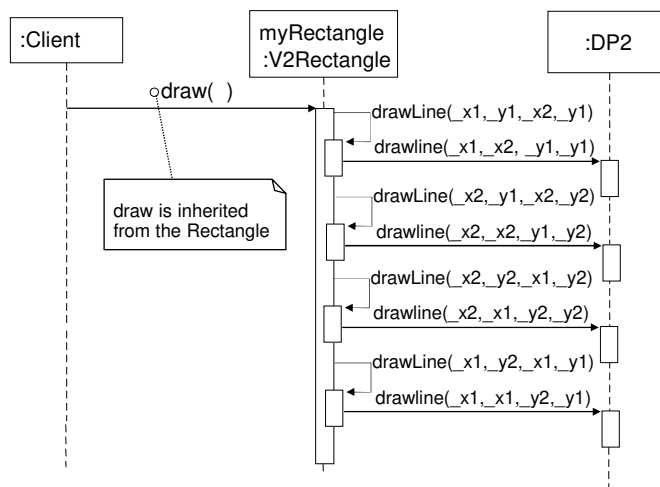 :Client
myRectangle
:V2Rectangle
:DP2
draw( )
drawLine(_x1,_y1,_x2,_y1)
drawline(_x1,_x2, _y1,_y1)
draw is inherited
from the Rectangle
drawLine(_x2,_y1,_x2,_y2)
drawline(_x2,_x2,_y1,_y2)
drawLine(_x2,_y2,_x1,_y2)
drawline(_x2,_x1,_y2,_y2)
drawLine(_x1,_y2,_x1,_y1)
drawline(_x1,_x1,_y2,_y1)